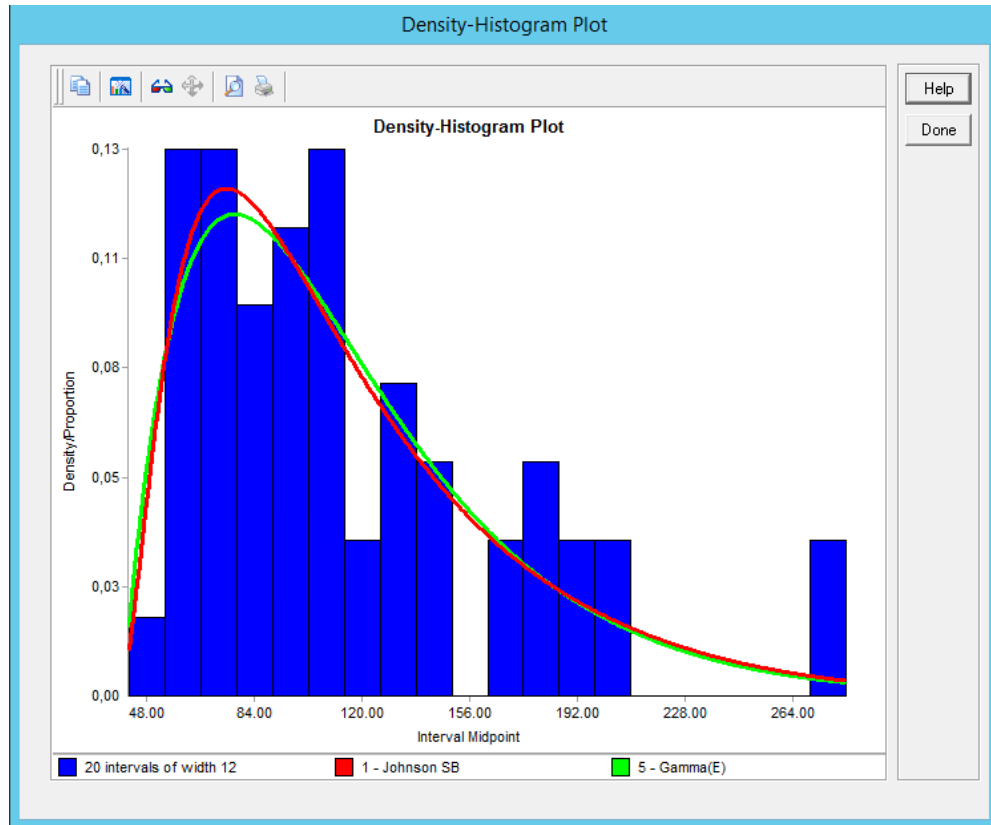 Density-Histogram Plot
Help
Done
Density-Histogram Plot
0,13
0,11
0,08
0,05
0,03
0,00
Density/Proportion
48.00 84.00 120.00 156.00 192.00 228.00 264.00
Interval Midpoint
20 intervals of width 12 1 - Johnson SB 5 - Gamma(E)